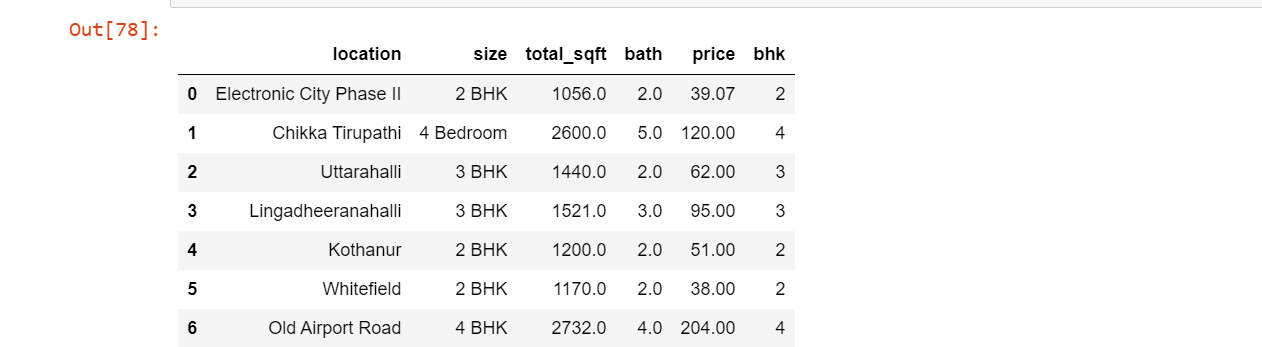 Out[78]:
location size total_sqft bath price bhk
0 Electronic City Phase II 2 BHK 1056.0 2.0 39.07 2
1 Chikka Tirupathi 4 Bedroom 2600.0 5.0 120.00 4
2 Uttarahalli 3 BHK 1440.0 2.0 62.00 3
3 Lingadheeranahalli 3 BHK 1521.0 3.0 95.00 3
4 Kothanur 2 BHK 1200.0 2.0 51.00 2
5 Whitefield 2 BHK 1170.0 2.0 38.00 2
6 Old Airport Road 4 BHK 2732.0 4.0 204.00 4